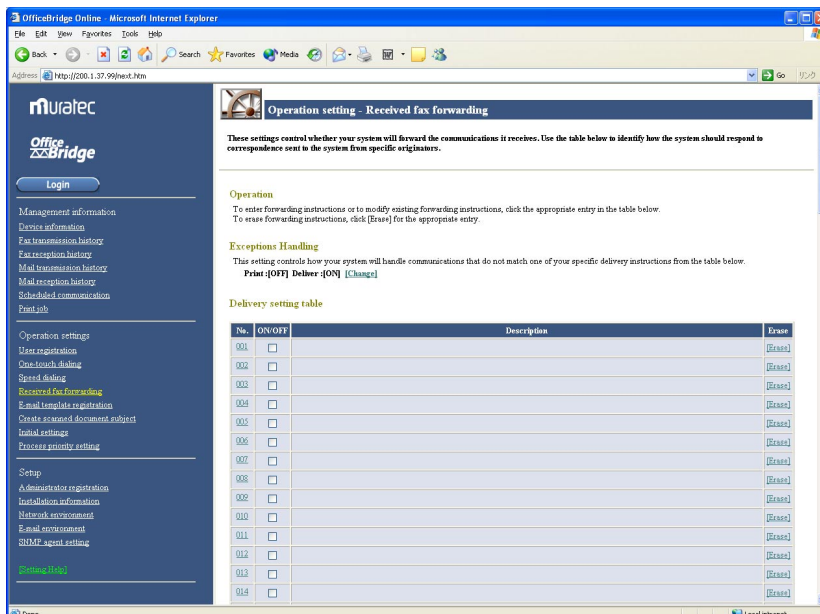 OfficeBridge Online - Microsoft Internet Explorer
File Edit View Favorites Tools Help
Back Search Favorites Media
Address http://200.1.37.99/next.htm Go リンク
muratec
Office
Bridge
Login
Management information
Device information
Fax transmission history
Fax reception history
Mail transmission history
Mail reception history
Scheduled communication
Print job
Operation settings
User registration
One-touch dialing
Speed dialing
Received fax forwarding
E-mail template registration
Create scanned document subject
Initial settings
Process priority setting
Setup
Administrator registration
Installation information
Network environment
E-mail environment
SNMP agent setting
[Setting Help]
Operation setting - Received fax forwarding
These settings control whether your system will forward the communications it receives. Use the table below to identify how the system should respond to
correspondence sent to the system from specific originators.
Operation
To enter forwarding instructions or to modify existing forwarding instructions, click the appropriate entry in the table below.
To erase forwarding instructions, click [Erase] for the appropriate entry.
Exceptions Handling
This setting controls how your system will handle communications that do not match one of your specific delivery instructions from the table below.
Print :[OFF] Deliver :[ON] [Change]
Delivery setting table
No. ON/OFF Description Erase
001 [Erase]
002 [Erase]
003 [Erase]
004 [Erase]
005 [Erase]
006 [Erase]
007 [Erase]
008 [Erase]
009 [Erase]
010 [Erase]
011 [Erase]
012 [Erase]
013 [Erase]
014 [Erase]